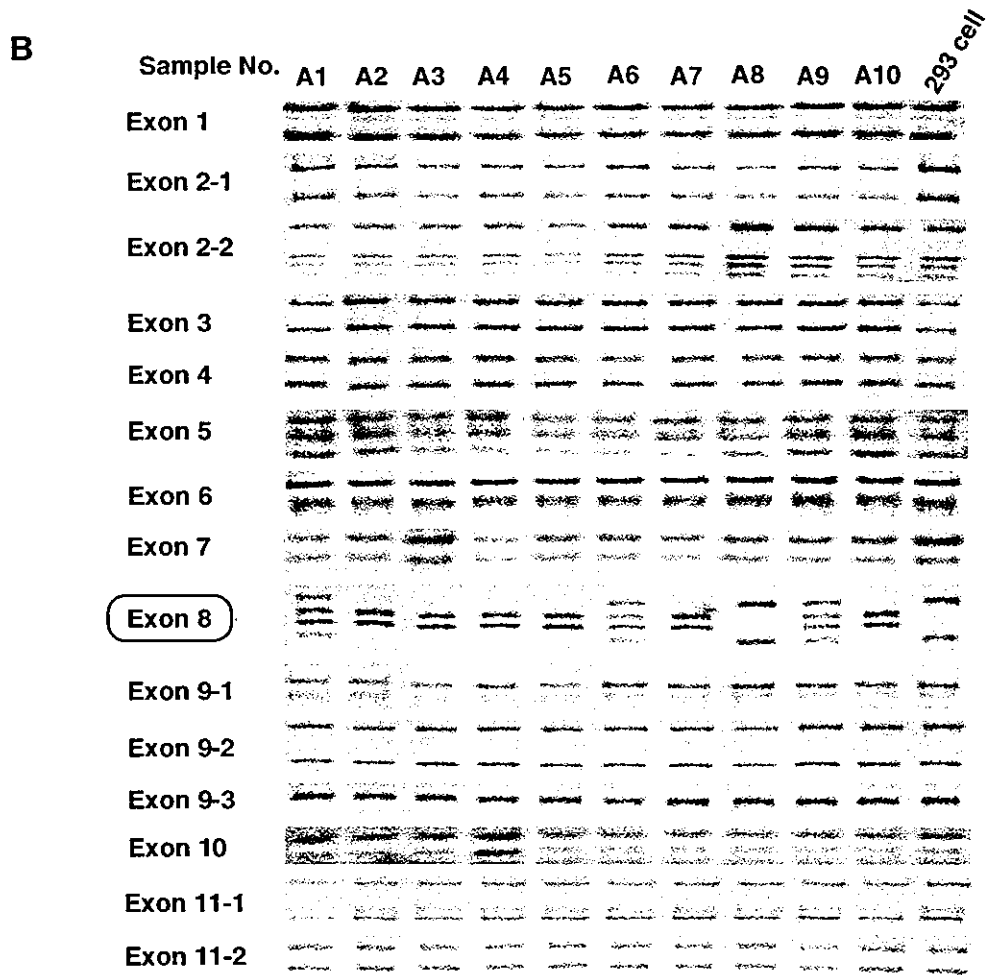 B
Sample No. A1 A2 A3 A4 A5 A6 A7 A8 A9 A10 293 cell
Exon 1
Exon 2-1
Exon 2-2
Exon 3
Exon 4
Exon 5
Exon 6
Exon 7
Exon 8
Exon 9-1
Exon 9-2
Exon 9-3
Exon 10
Exon 11-1
Exon 11-2